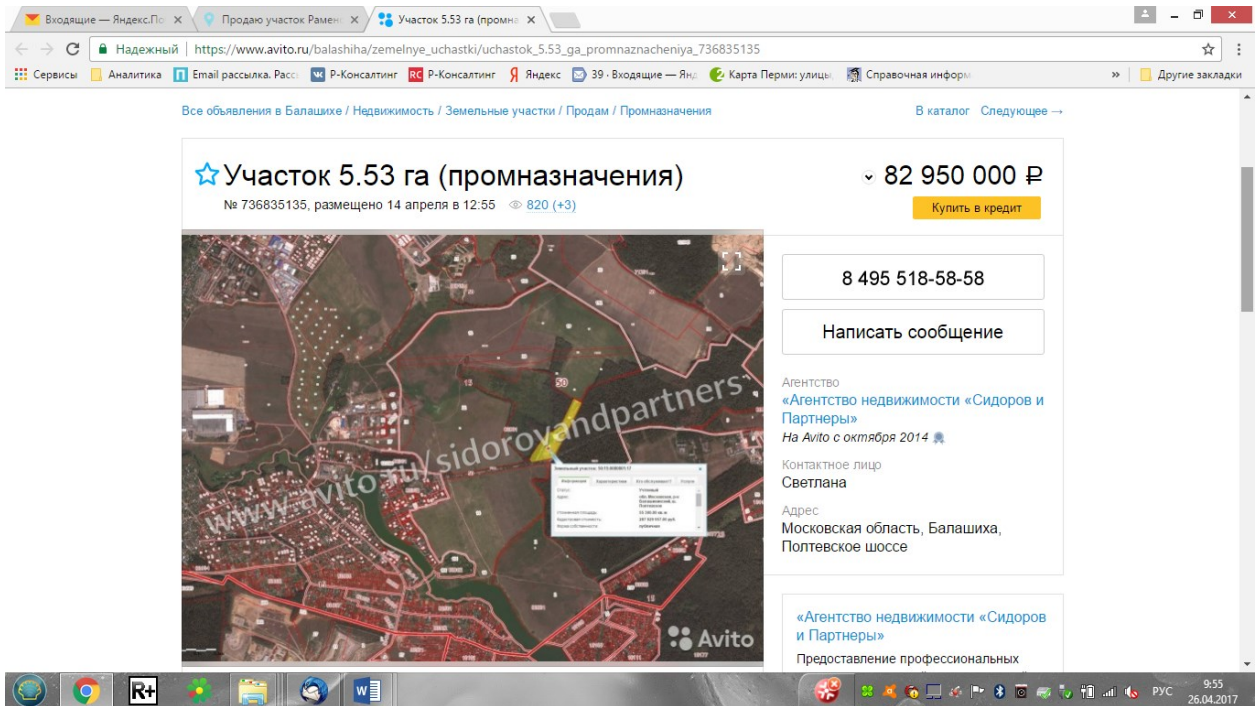 Входящие — Яндекс.По
Продаю участок Рамен
Участок 5.53 га (промна
Надежный https://www.avito.ru/balashiha/zemelnye_uchastki/uchastok_5.53_ga_promnaznacheniya_736835135
Сервисы Аналитика Email рассылка. Расс Р-Консалтинг Р-Консалтинг Яндекс 39 · Входящие — Янд Карта Перми: улицы, Справочная информ » Другие закладки
Все объявления в Балашихе / Недвижимость / Земельные участки / Продам / Промназначения
В каталог Следующее →
Участок 5.53 га (промназначения)
82 950 000 ₽
№ 736835135, размещено 14 апреля в 12:55 820 (+3)
Купить в кредит
www.avito.ru/sidorovandpartners
Avito
8 495 518-58-58
Написать сообщение
Агентство
«Агентство недвижимости «Сидоров и
Партнеры»
На Avito с октября 2014
Контактное лицо
Светлана
Адрес
Московская область, Балашиха,
Полтевское шоссе
«Агентство недвижимости «Сидоров
и Партнеры»
Предоставление профессиональных
R+
РУС
9:55
26.04.2017